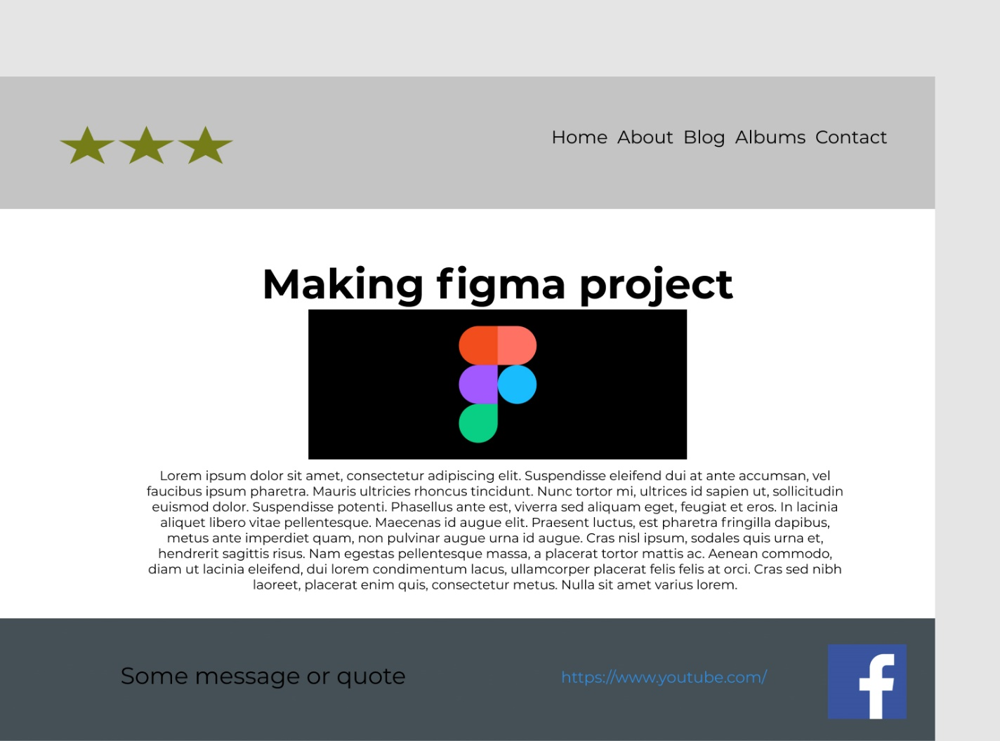 Home About Blog Albums Contact
Making figma project
Lorem ipsum dolor sit amet, consectetur adipiscing elit. Suspendisse eleifend dui at ante accumsan, vel
faucibus ipsum pharetra. Mauris ultricies rhoncus tincidunt. Nunc tortor mi, ultrices id sapien ut, sollicitudin
euismod dolor. Suspendisse potenti. Phasellus ante est, viverra sed aliquam eget, feugiat et eros. In lacinia
aliquet libero vitae pellentesque. Maecenas id augue elit. Praesent luctus, est pharetra fringilla dapibus,
metus ante imperdiet quam, non pulvinar augue urna id augue. Cras nisl ipsum, sodales quis urna et,
hendrerit sagittis risus. Nam egestas pellentesque massa, a placerat tortor mattis ac. Aenean commodo,
diam ut lacinia eleifend, dui lorem condimentum lacus, ullamcorper placerat felis felis at orci. Cras sed nibh
laoreet, placerat enim quis, consectetur metus. Nulla sit amet varius lorem.
Some message or quote
https://www.youtube.com/
f